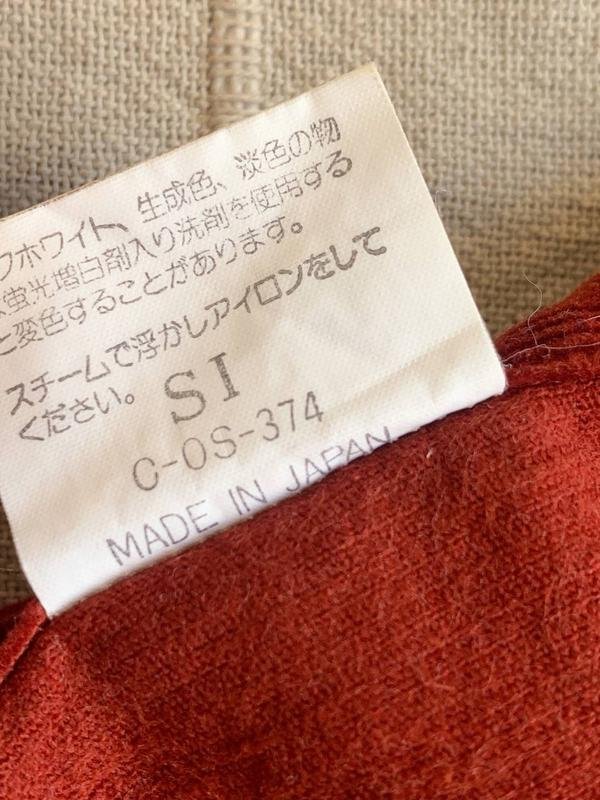 フホワイト、生成色、淡色の物
は蛍光増白剤入り洗剤を使用する
と変色することがあります。
スチームで浮かしアイロンをして
ください。
SI
C-OS-374
MADE IN JAPAN